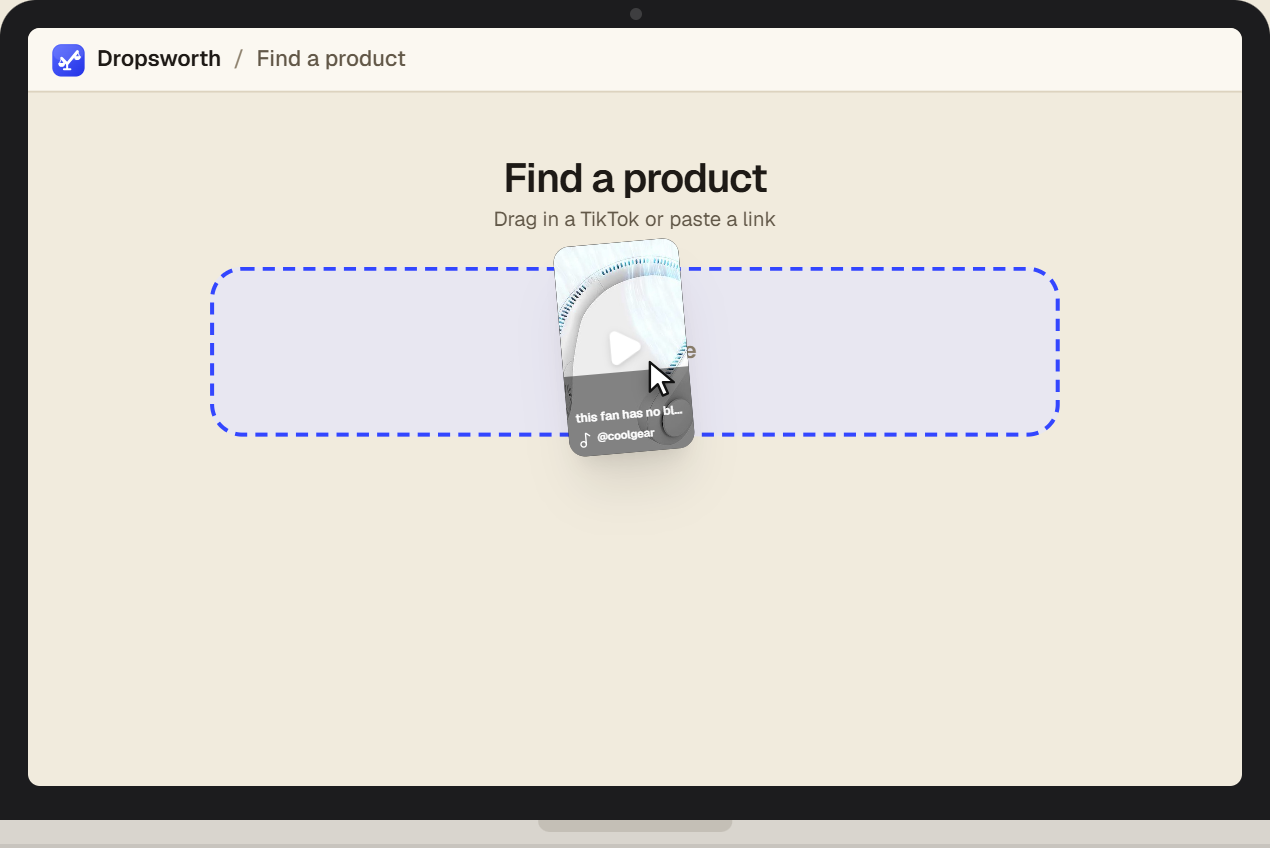 Dropsworth / Find a product
Find a product
Drag in a TikTok or paste a link
this fan has no bl...
@coolgear